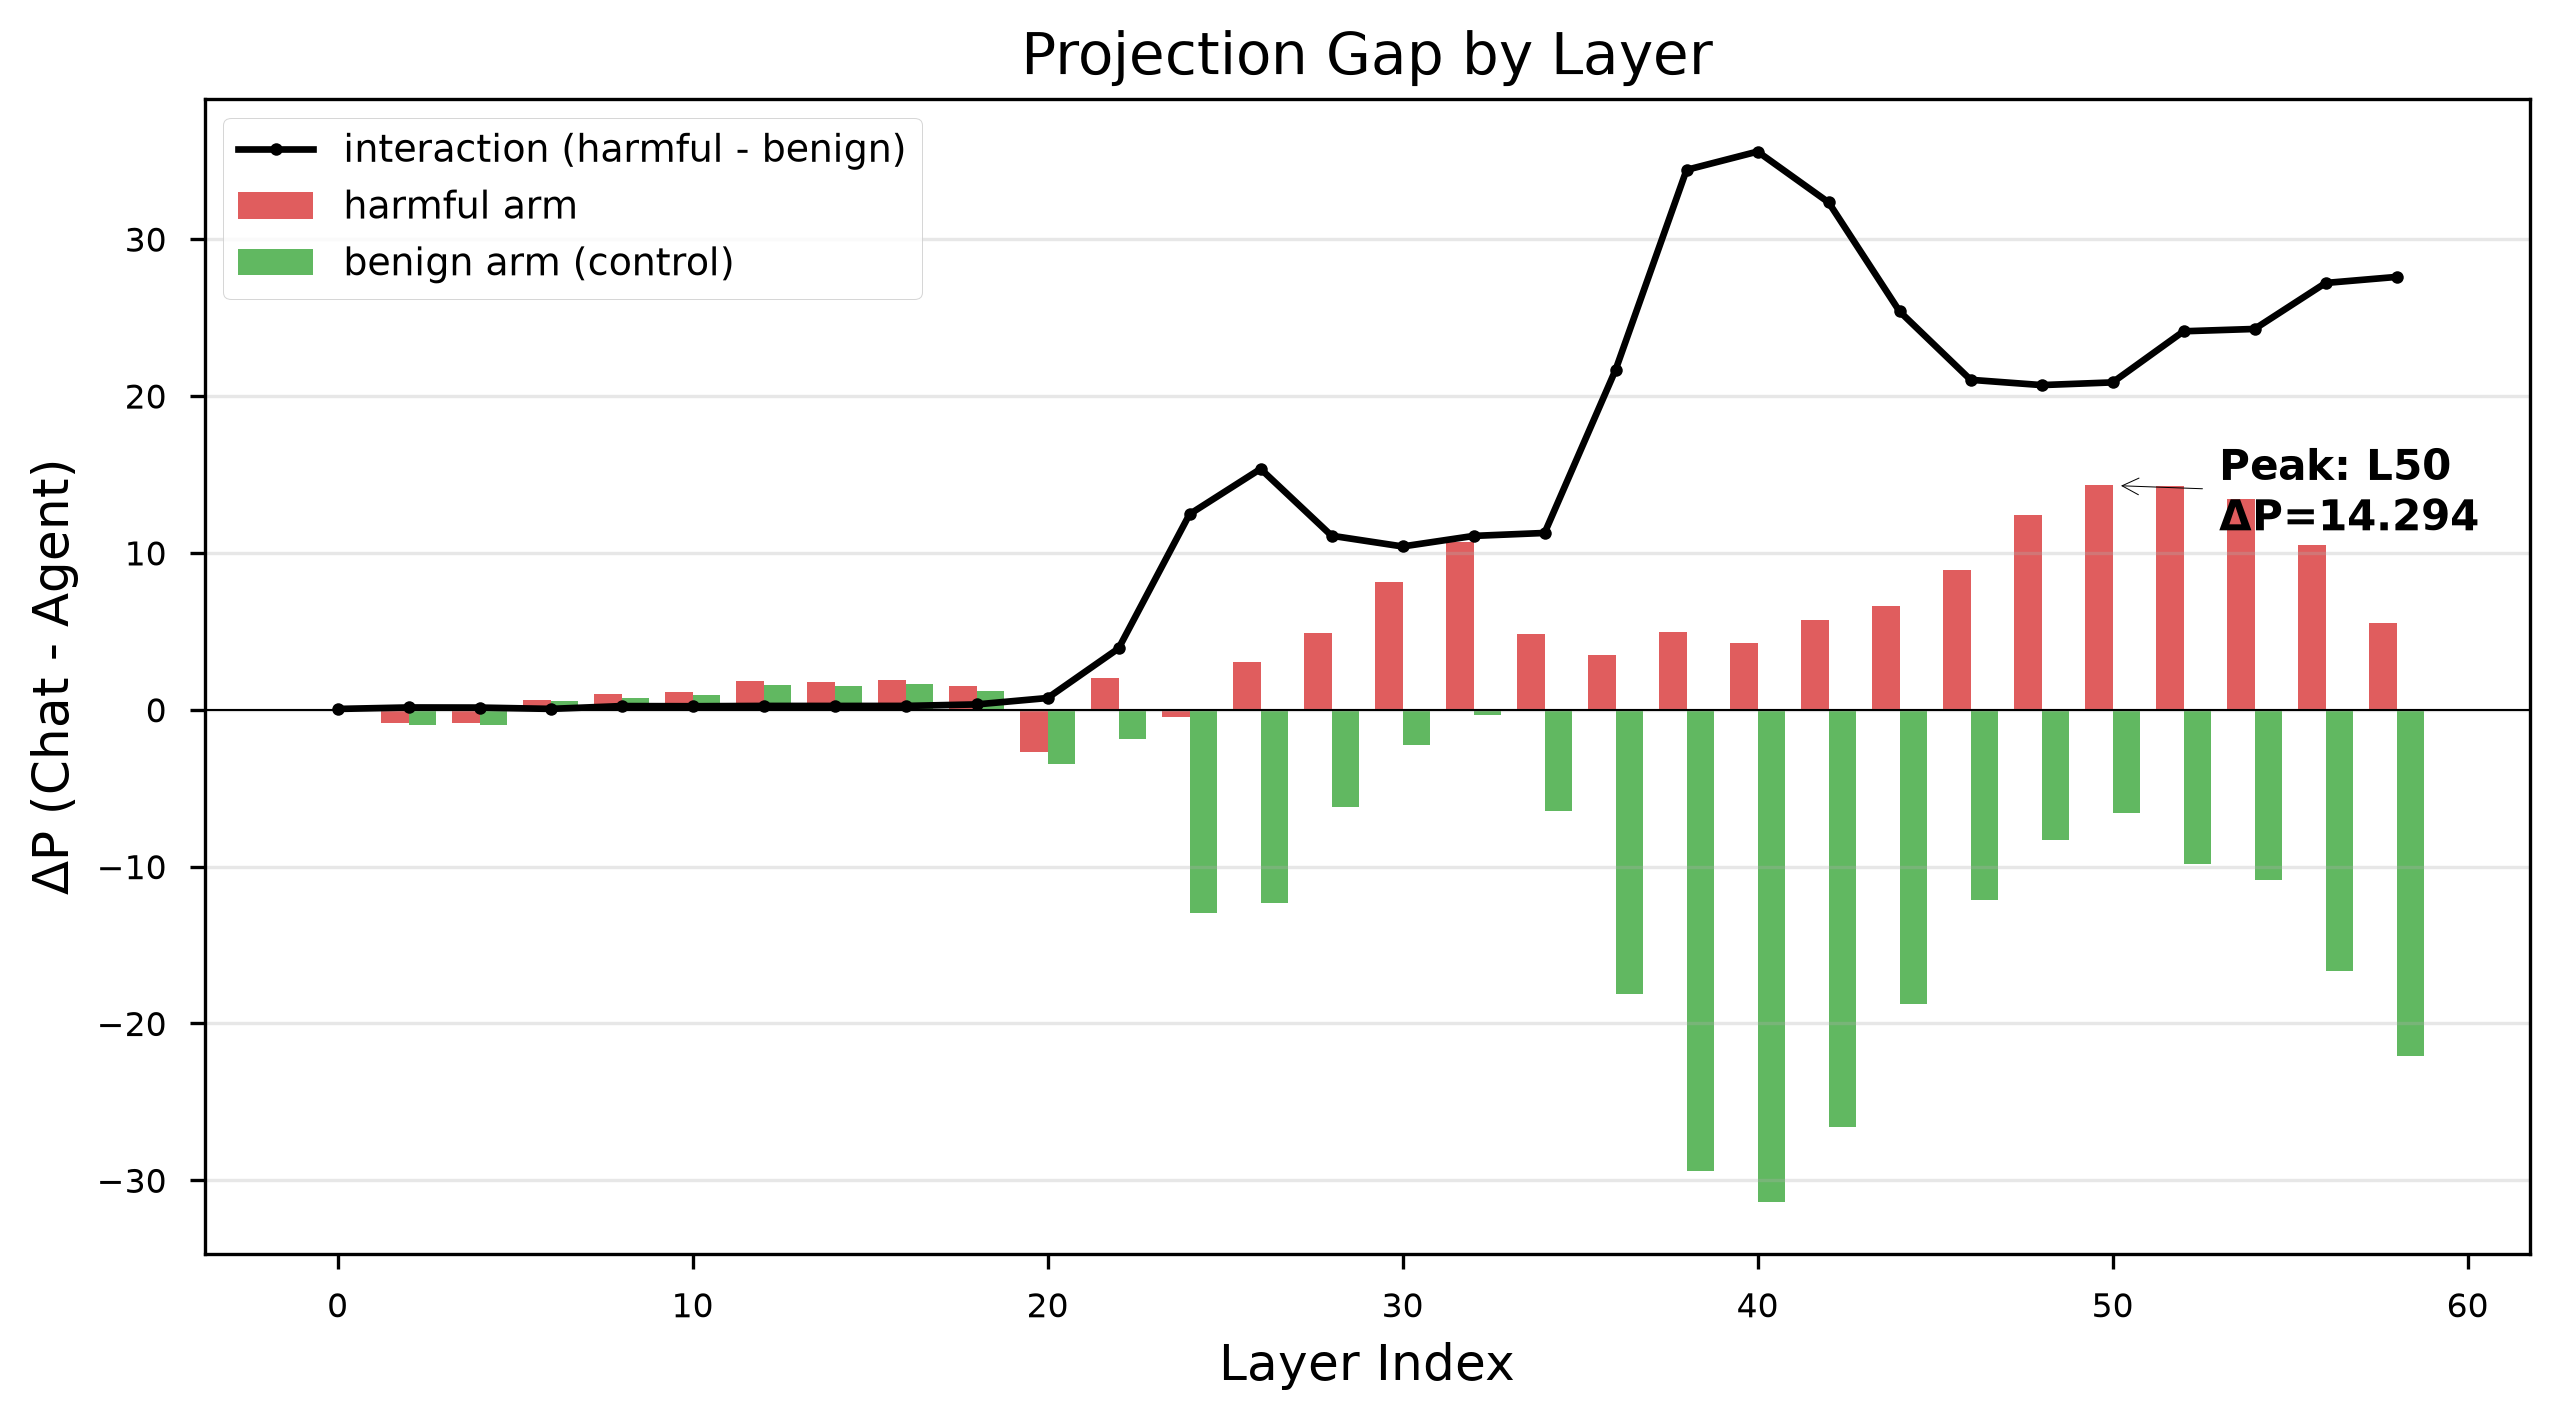 Projection Gap by Layer
interaction (harmful - benign)
harmful arm
benign arm (control)
Peak: L50
ΔP=14.294
ΔP (Chat - Agent)
30
20
10
0
−10
−20
−30
0 10 20 30 40 50 60
Layer Index